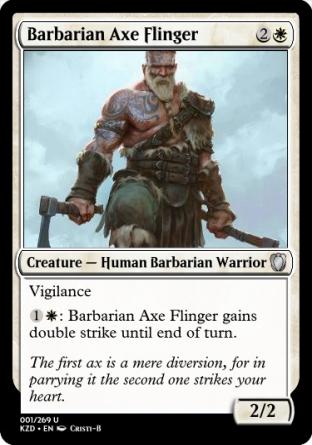 Barbarian Axe Flinger 2
Creature — Human Barbarian Warrior
Vigilance
1 : Barbarian Axe Flinger gains
double strike until end of turn.
The first ax is a mere diversion, for in
parrying it the second one strikes your
heart.
2/2
001/269 U
KZD • EN Cristi-B